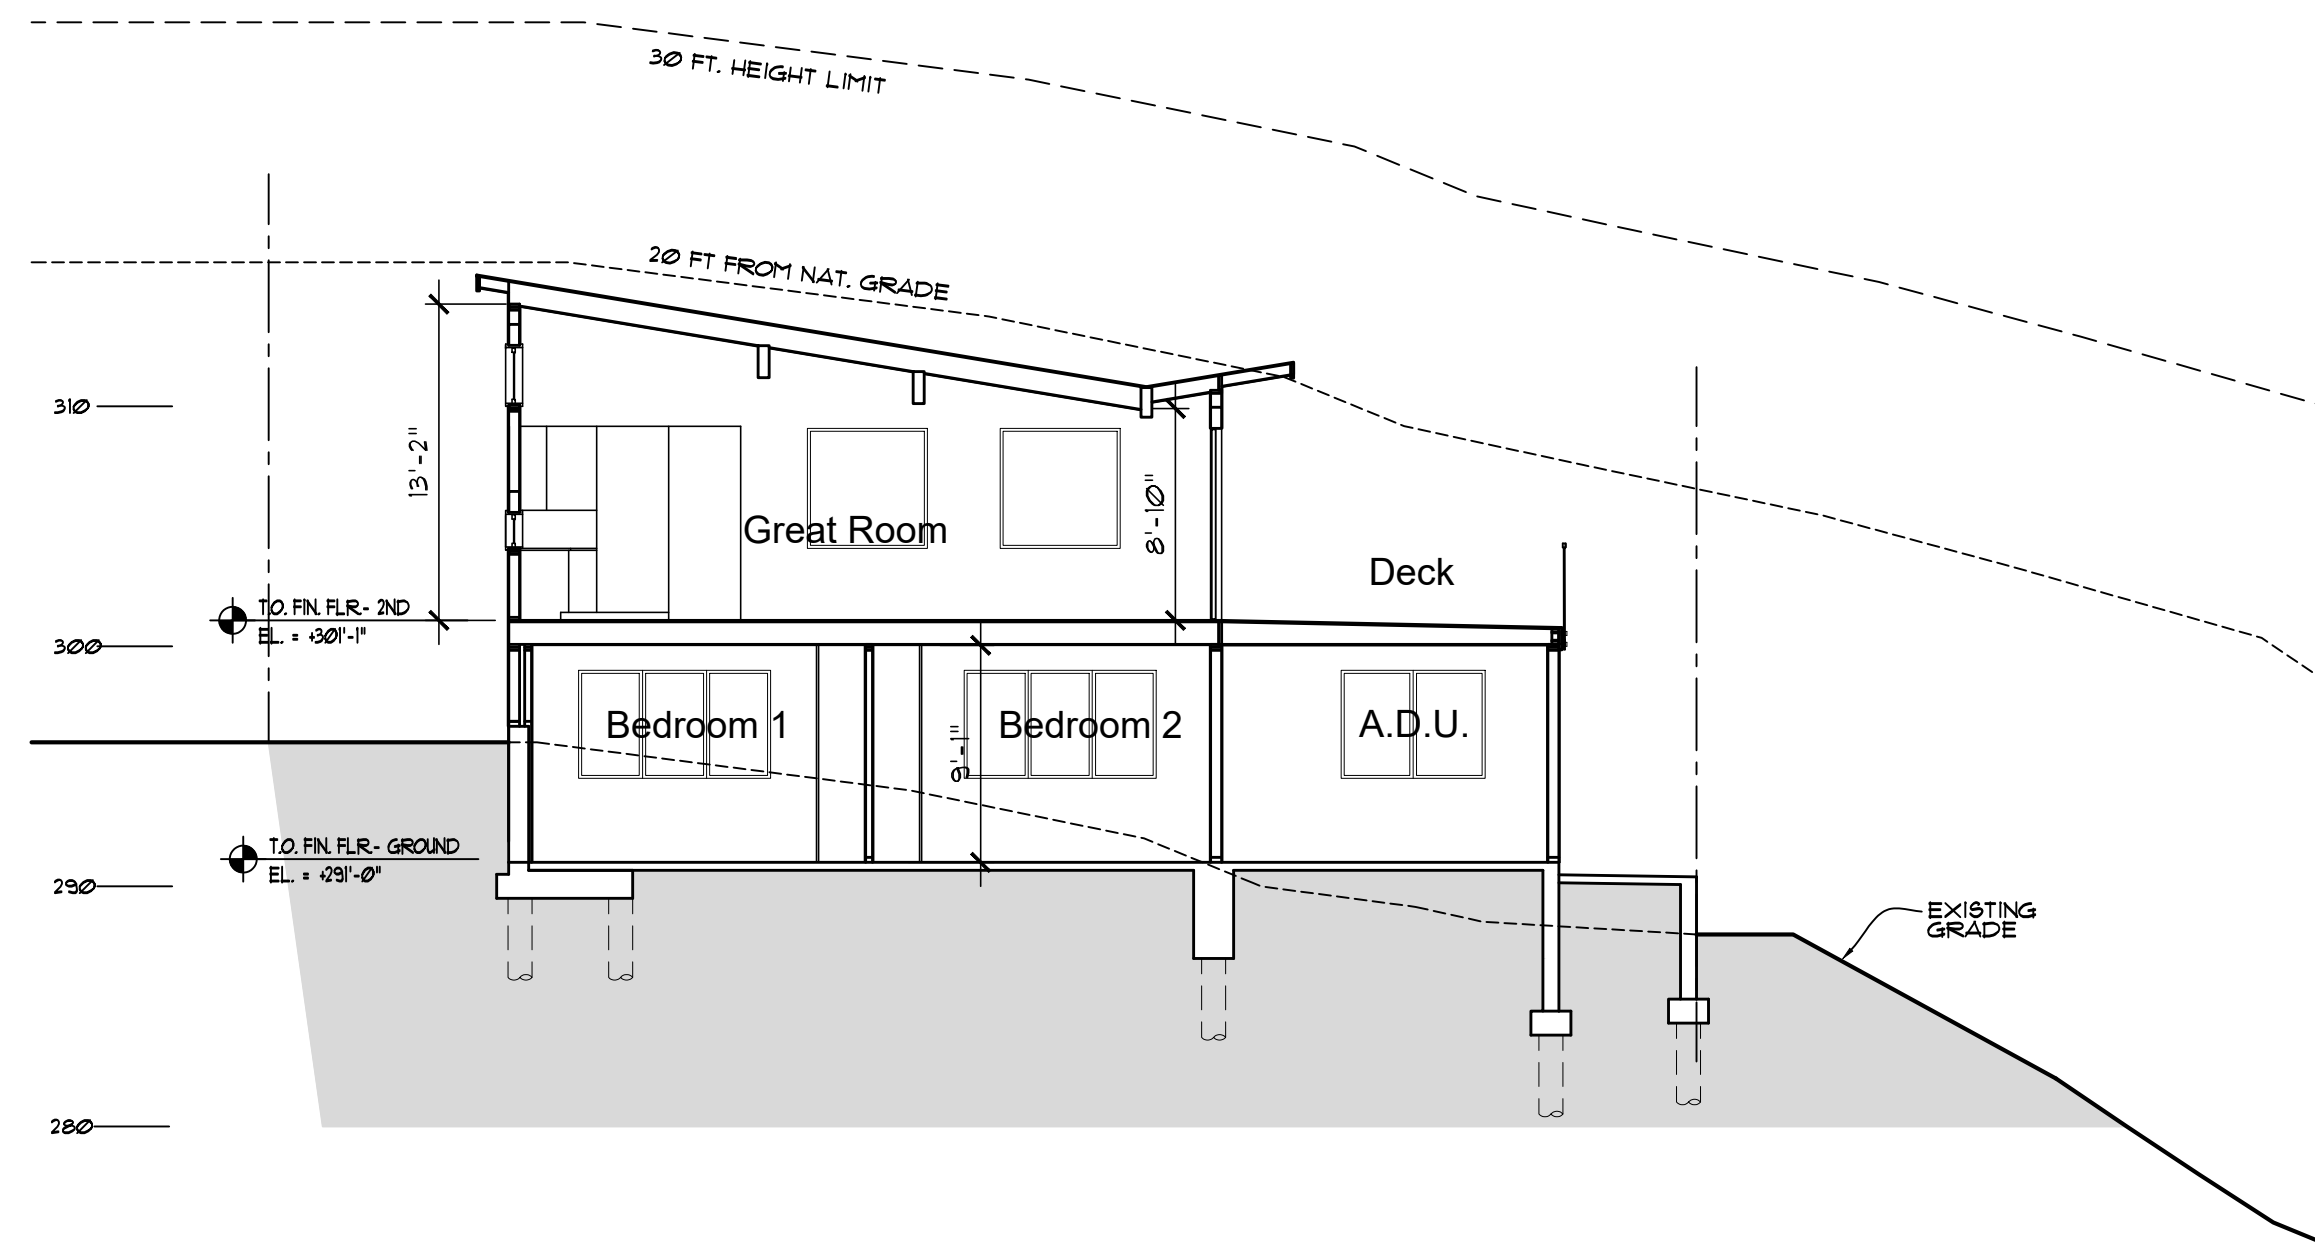 30 FT. HEIGHT LIMIT
20 FT FROM NAT. GRADE
310
13'-2"
8'-10"
Great Room
Deck
T.O. FIN. FLR.- 2ND
EL. = +301'-1"
300
Bedroom 1
Bedroom 2
A.D.U.
9'-1"
T.O. FIN. FLR.- GROUND
EL. = +291'-0"
290
EXISTING
GRADE
280